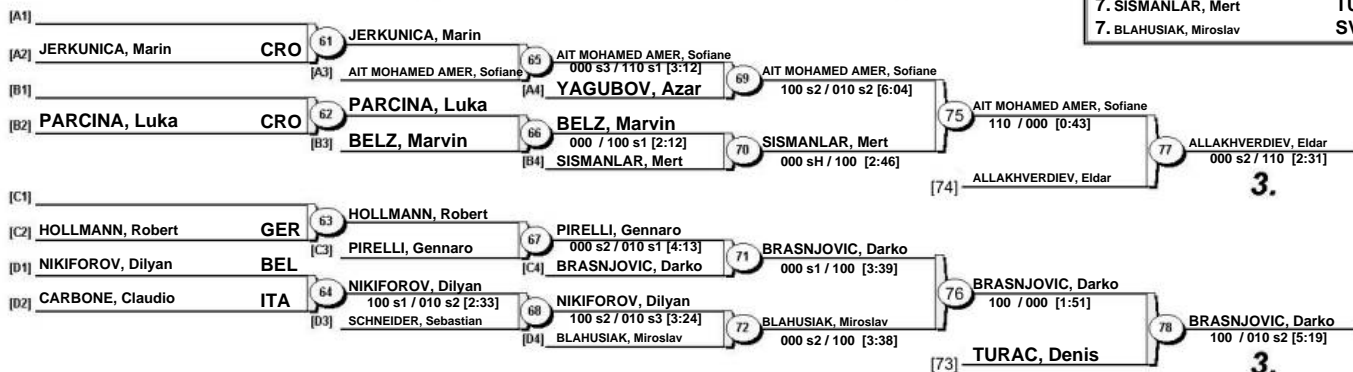 7. SISMANLAR, Mert TU
7. BLAHUSIAK, Miroslav SV
[A1]
[A2] JERKUNICA, Marin CRO
61
JERKUNICA, Marin
[A3] AIT MOHAMED AMER, Sofiane
65
AIT MOHAMED AMER, Sofiane
000 s3 / 110 s1 [3:12]
[A4] YAGUBOV, Azar
69
AIT MOHAMED AMER, Sofiane
100 s2 / 010 s2 [6:04]
[B1]
[B2] PARCINA, Luka CRO
62
PARCINA, Luka
[B3] BELZ, Marvin
66
BELZ, Marvin
000 / 100 s1 [2:12]
[B4] SISMANLAR, Mert
70
SISMANLAR, Mert
000 sH / 100 [2:46]
75
AIT MOHAMED AMER, Sofiane
110 / 000 [0:43]
[74] ALLAKHVERDIEV, Eldar
77
ALLAKHVERDIEV, Eldar
000 s2 / 110 [2:31]
3.
[C1]
[C2] HOLLMANN, Robert GER
63
HOLLMANN, Robert
[C3] PIRELLI, Gennaro
67
PIRELLI, Gennaro
000 s2 / 010 s1 [4:13]
[C4] BRASNJOVIC, Darko
71
BRASNJOVIC, Darko
000 s1 / 100 [3:39]
[D1] NIKIFOROV, Dilyan BEL
[D2] CARBONE, Claudio ITA
64
NIKIFOROV, Dilyan
100 s1 / 010 s2 [2:33]
[D3] SCHNEIDER, Sebastian
68
NIKIFOROV, Dilyan
100 s2 / 010 s3 [3:24]
[D4] BLAHUSIAK, Miroslav
72
BLAHUSIAK, Miroslav
000 s2 / 100 [3:38]
76
BRASNJOVIC, Darko
100 / 000 [1:51]
[73] TURAC, Denis
78
BRASNJOVIC, Darko
100 / 010 s2 [5:19]
3.